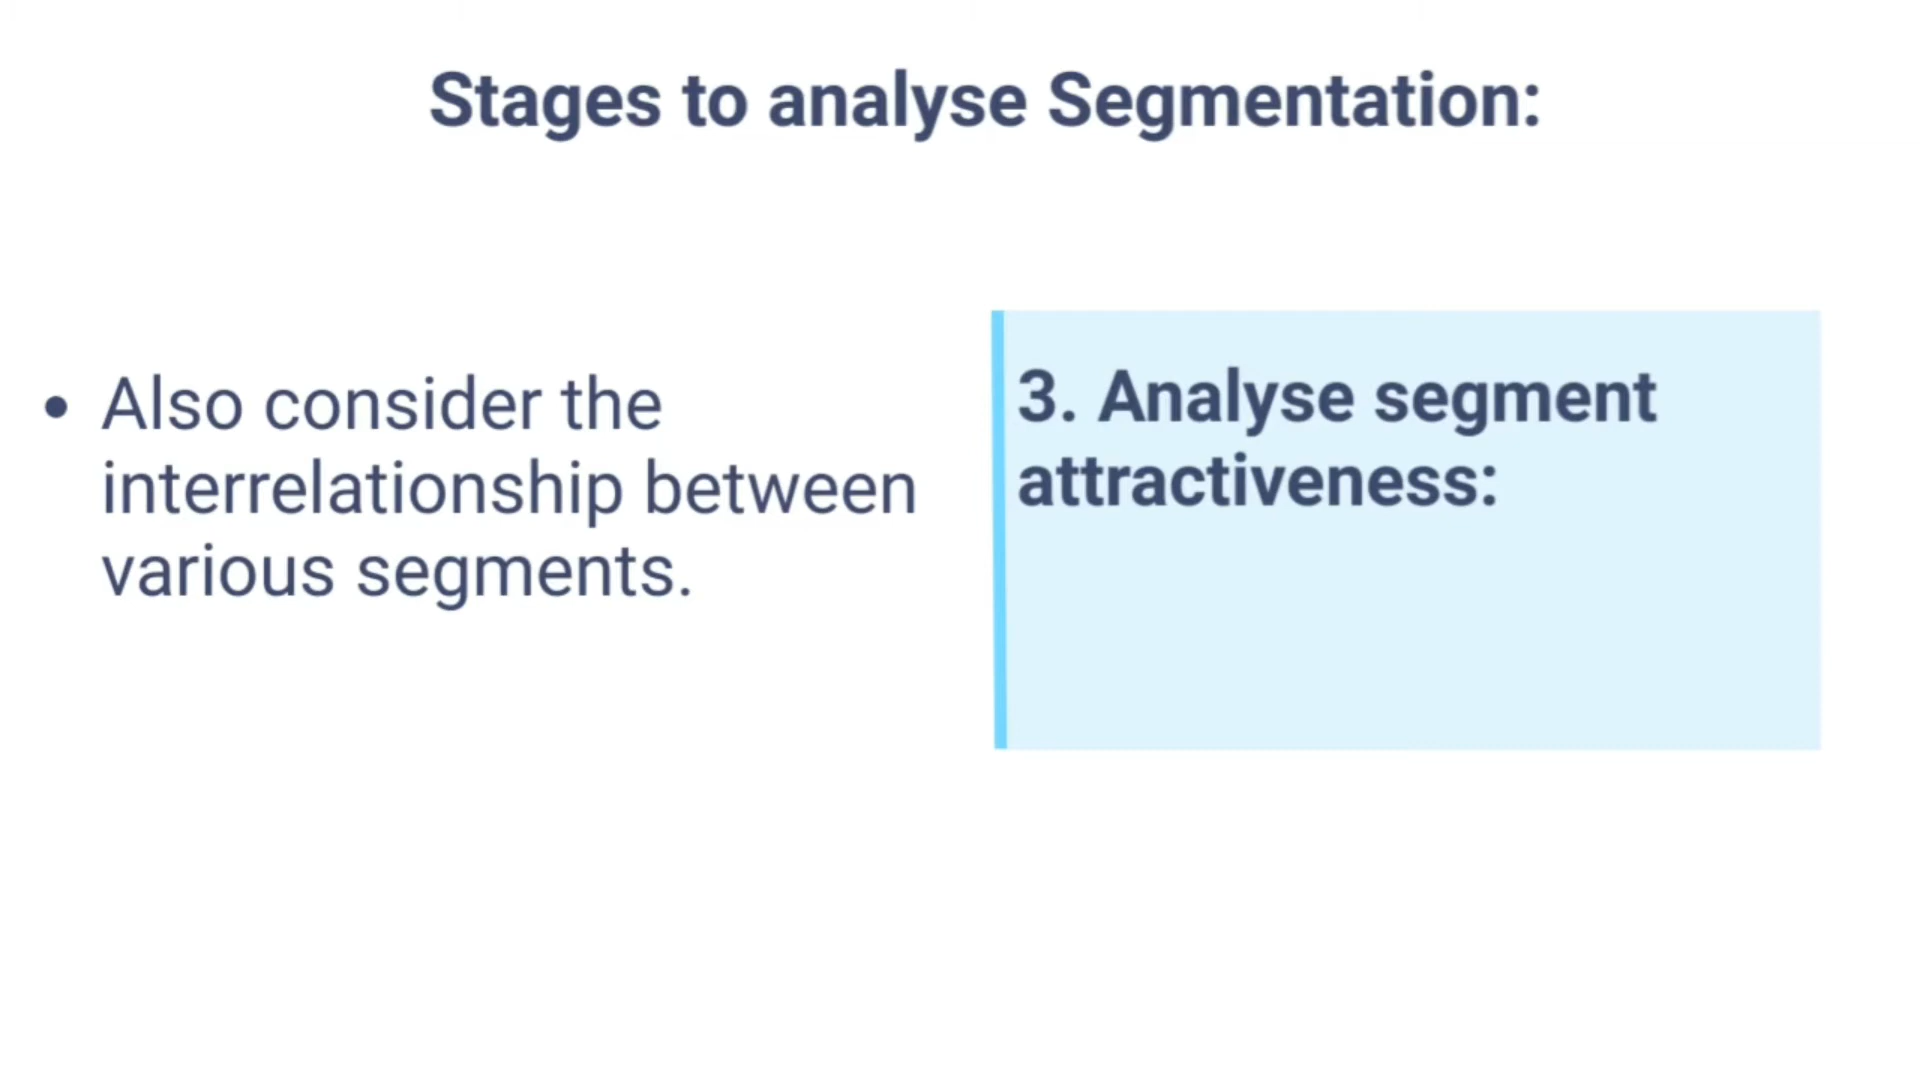 Stages to analyse Segmentation:
• Also consider the
interrelationship between
various segments.
3. Analyse segment
attractiveness: